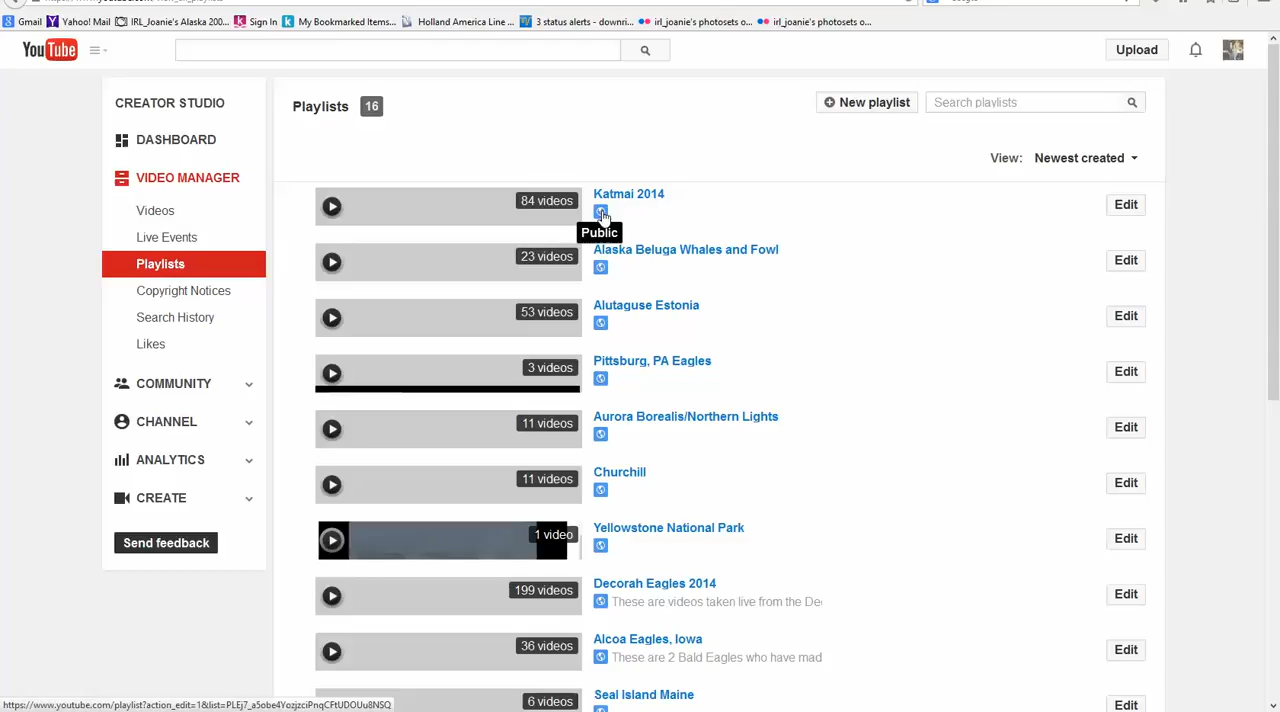 Gmail Yahoo! Mail IRL_Joanie's Alaska 200... Sign In My Bookmarked Items... Holland America Line ... 3 status alerts - downri... irl_joanie's photosets o... irl_joanie's photosets o...
YouTube Upload
CREATOR STUDIO
DASHBOARD
VIDEO MANAGER
Videos
Live Events
Playlists
Copyright Notices
Search History
Likes
COMMUNITY
CHANNEL
ANALYTICS
CREATE
Send feedback
Playlists 16 New playlist Search playlists
View: Newest created
84 videos Katmai 2014 Edit
Public
23 videos Alaska Beluga Whales and Fowl Edit
53 videos Alutaguse Estonia Edit
3 videos Pittsburg, PA Eagles Edit
11 videos Aurora Borealis/Northern Lights Edit
11 videos Churchill Edit
1 video Yellowstone National Park Edit
199 videos Decorah Eagles 2014 Edit
These are videos taken live from the De
36 videos Alcoa Eagles, Iowa Edit
These are 2 Bald Eagles who have mad
6 videos Seal Island Maine Edit